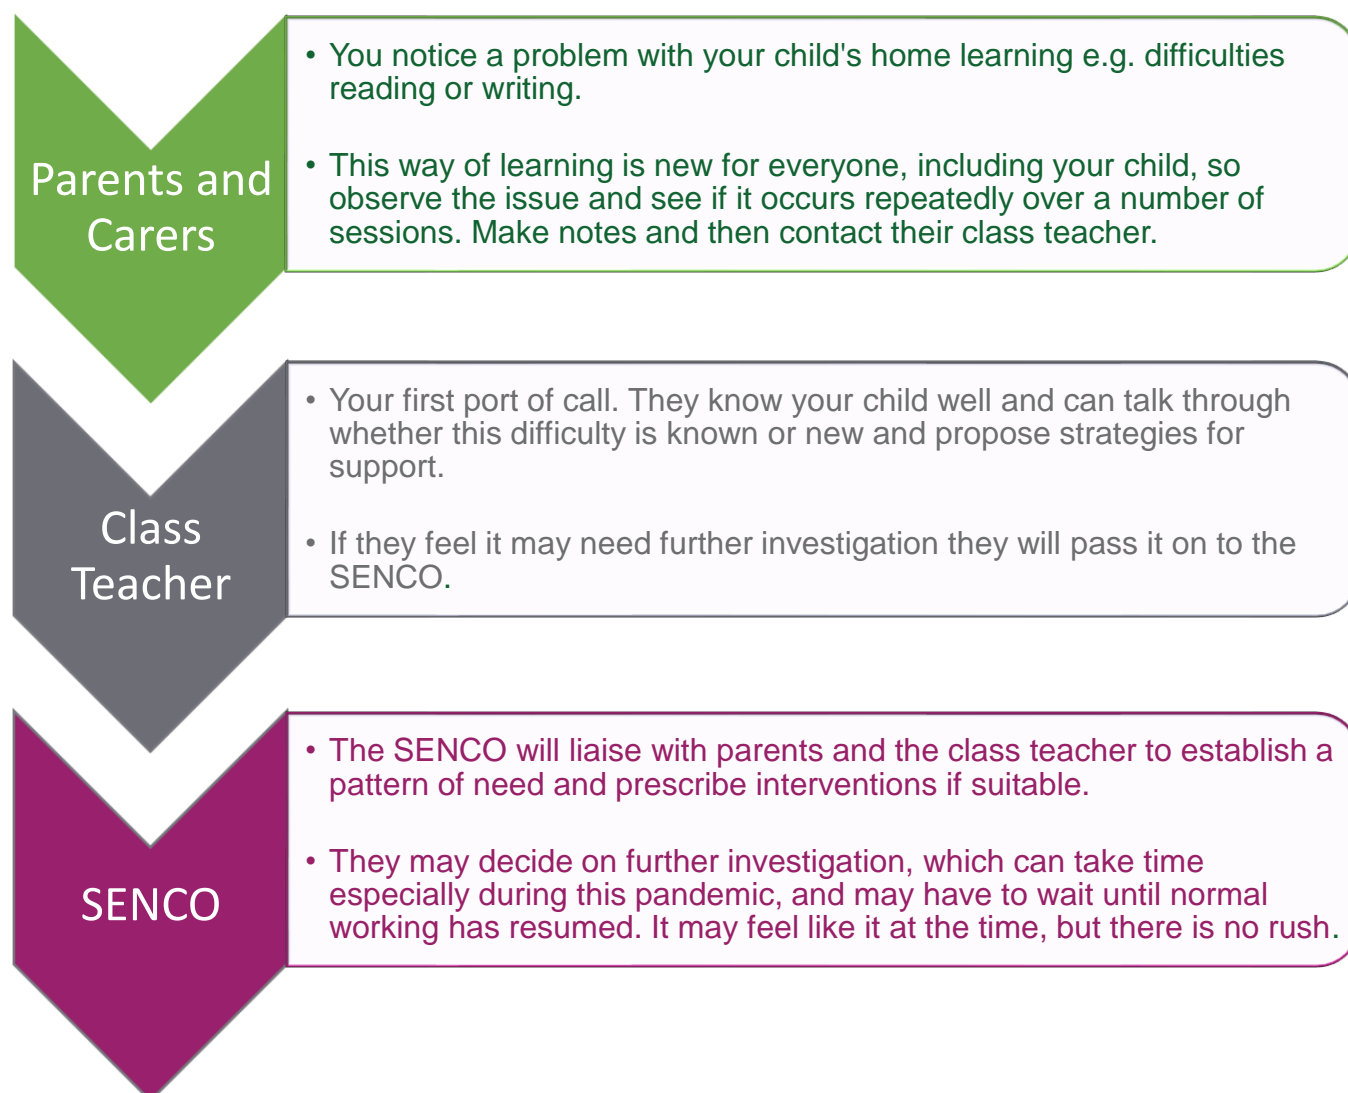 Parents and
Carers
• You notice a problem with your child's home learning e.g. difficulties
reading or writing.
• This way of learning is new for everyone, including your child, so
observe the issue and see if it occurs repeatedly over a number of
sessions. Make notes and then contact their class teacher.
Class
Teacher
• Your first port of call. They know your child well and can talk through
whether this difficulty is known or new and propose strategies for
support.
• If they feel it may need further investigation they will pass it on to the
SENCO.
SENCO
• The SENCO will liaise with parents and the class teacher to establish a
pattern of need and prescribe interventions if suitable.
• They may decide on further investigation, which can take time
especially during this pandemic, and may have to wait until normal
working has resumed. It may feel like it at the time, but there is no rush.